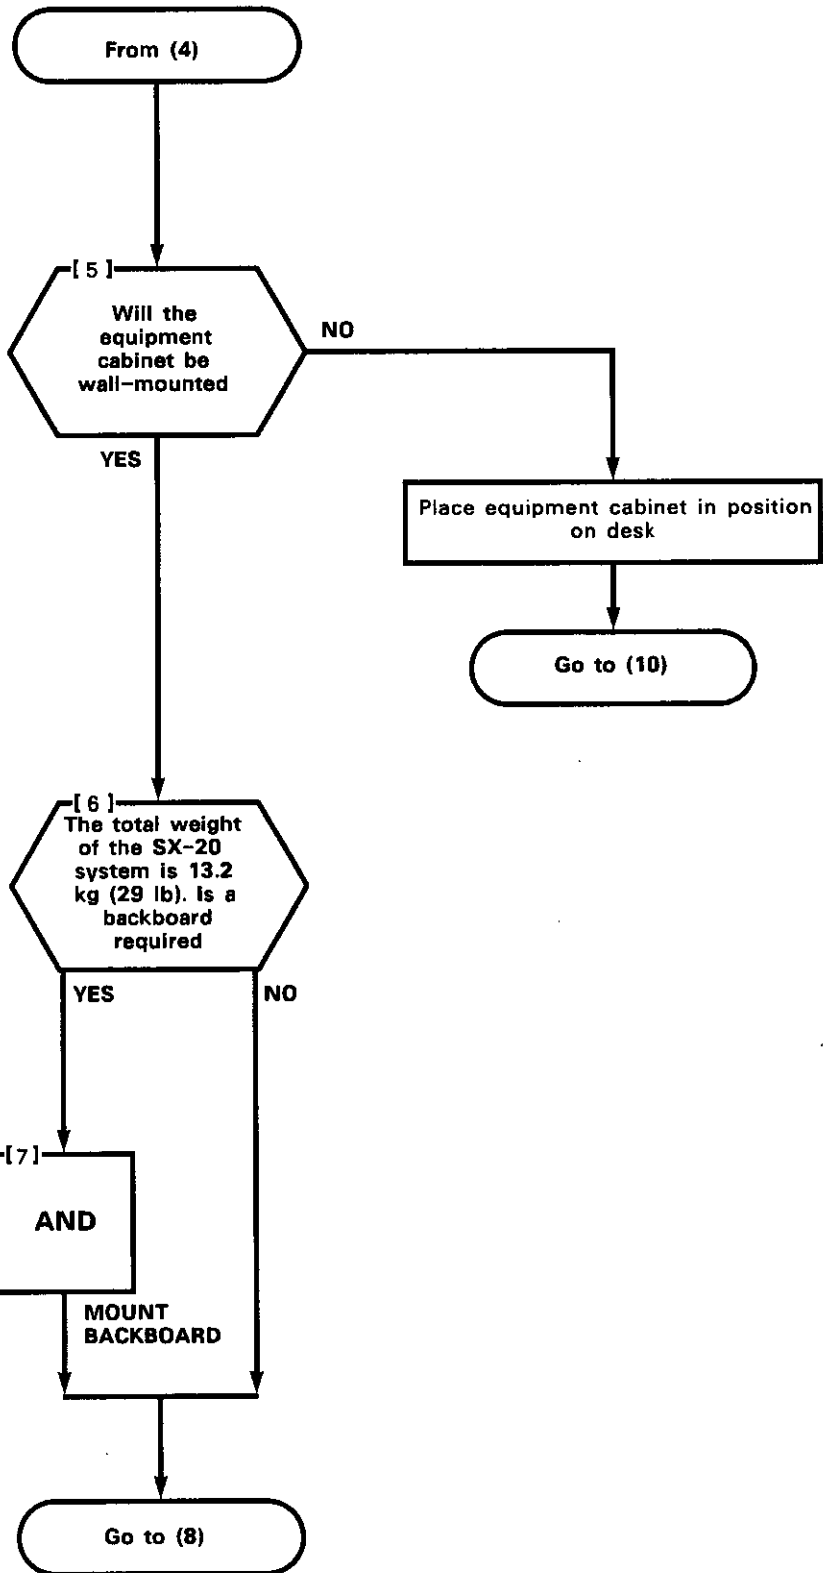 From (4)
[5]
Will the
equipment
cabinet be
wall-mounted
NO
YES
Place equipment cabinet in position
on desk
Go to (10)
[6]
The total weight
of the SX-20
system is 13.2
kg (29 lb). Is a
backboard
required
YES
NO
[7]
AND
MOUNT
BACKBOARD
Go to (8)